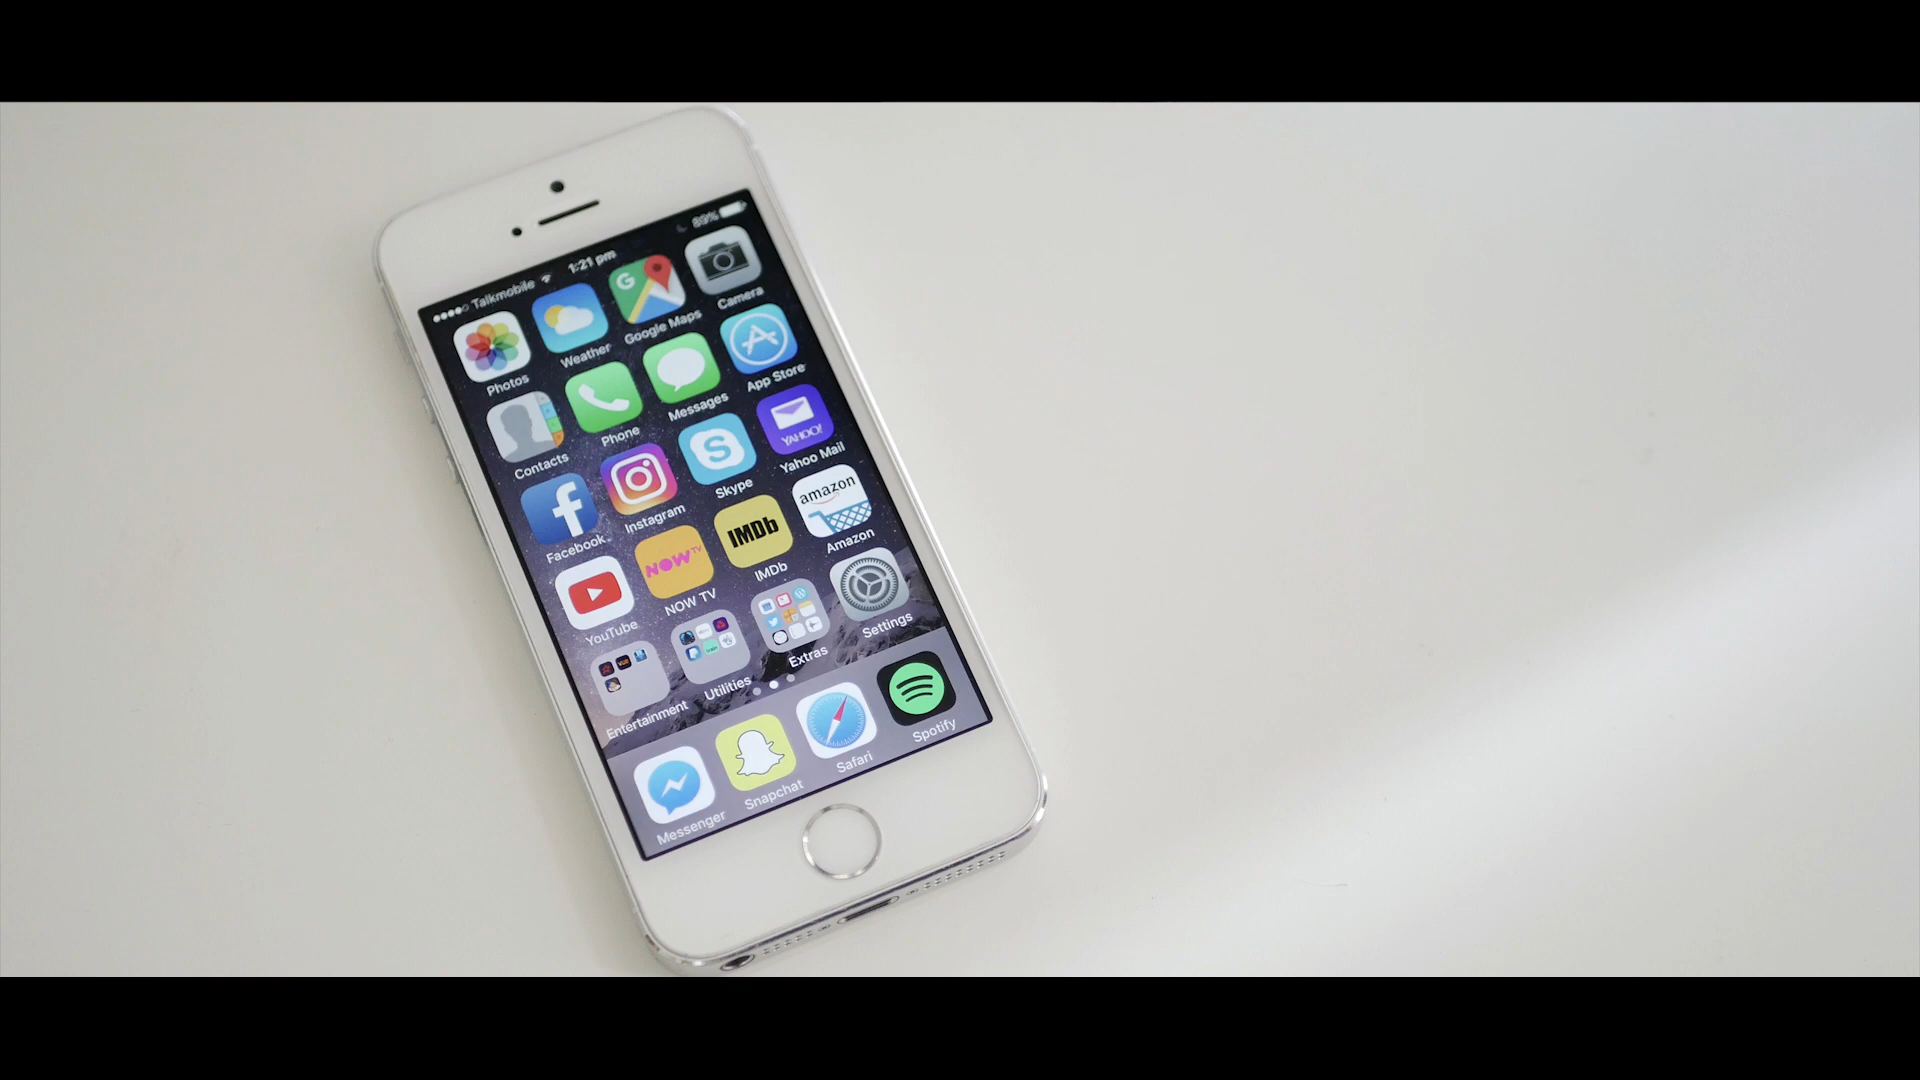 Talkmobile 1:21 pm 89%
Photos Weather Google Maps Camera
Contacts Phone Messages App Store
YAHOO!
Facebook Instagram Skype Yahoo Mail
NOW TV IMDb amazon
YouTube NOW TV IMDb Amazon
Entertainment Utilities Extras Settings
Messenger Snapchat Safari Spotify